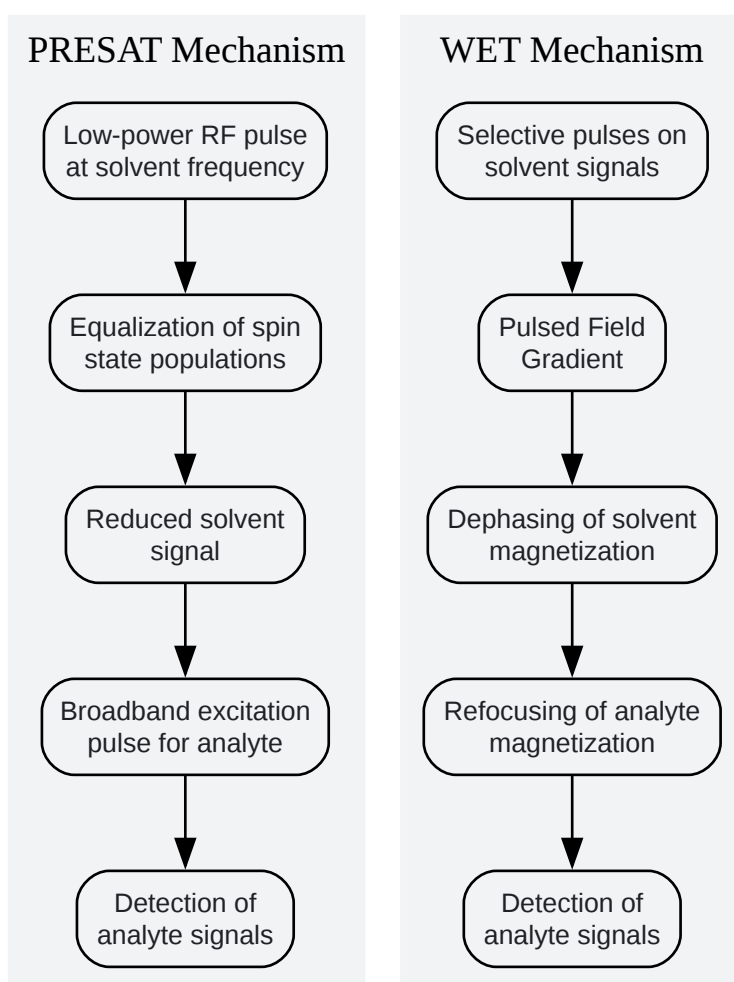 PRESAT Mechanism
Low-power RF pulse
at solvent frequency
Equalization of spin
state populations
Reduced solvent
signal
Broadband excitation
pulse for analyte
Detection of
analyte signals
WET Mechanism
Selective pulses on
solvent signals
Pulsed Field
Gradient
Dephasing of solvent
magnetization
Refocusing of analyte
magnetization
Detection of
analyte signals